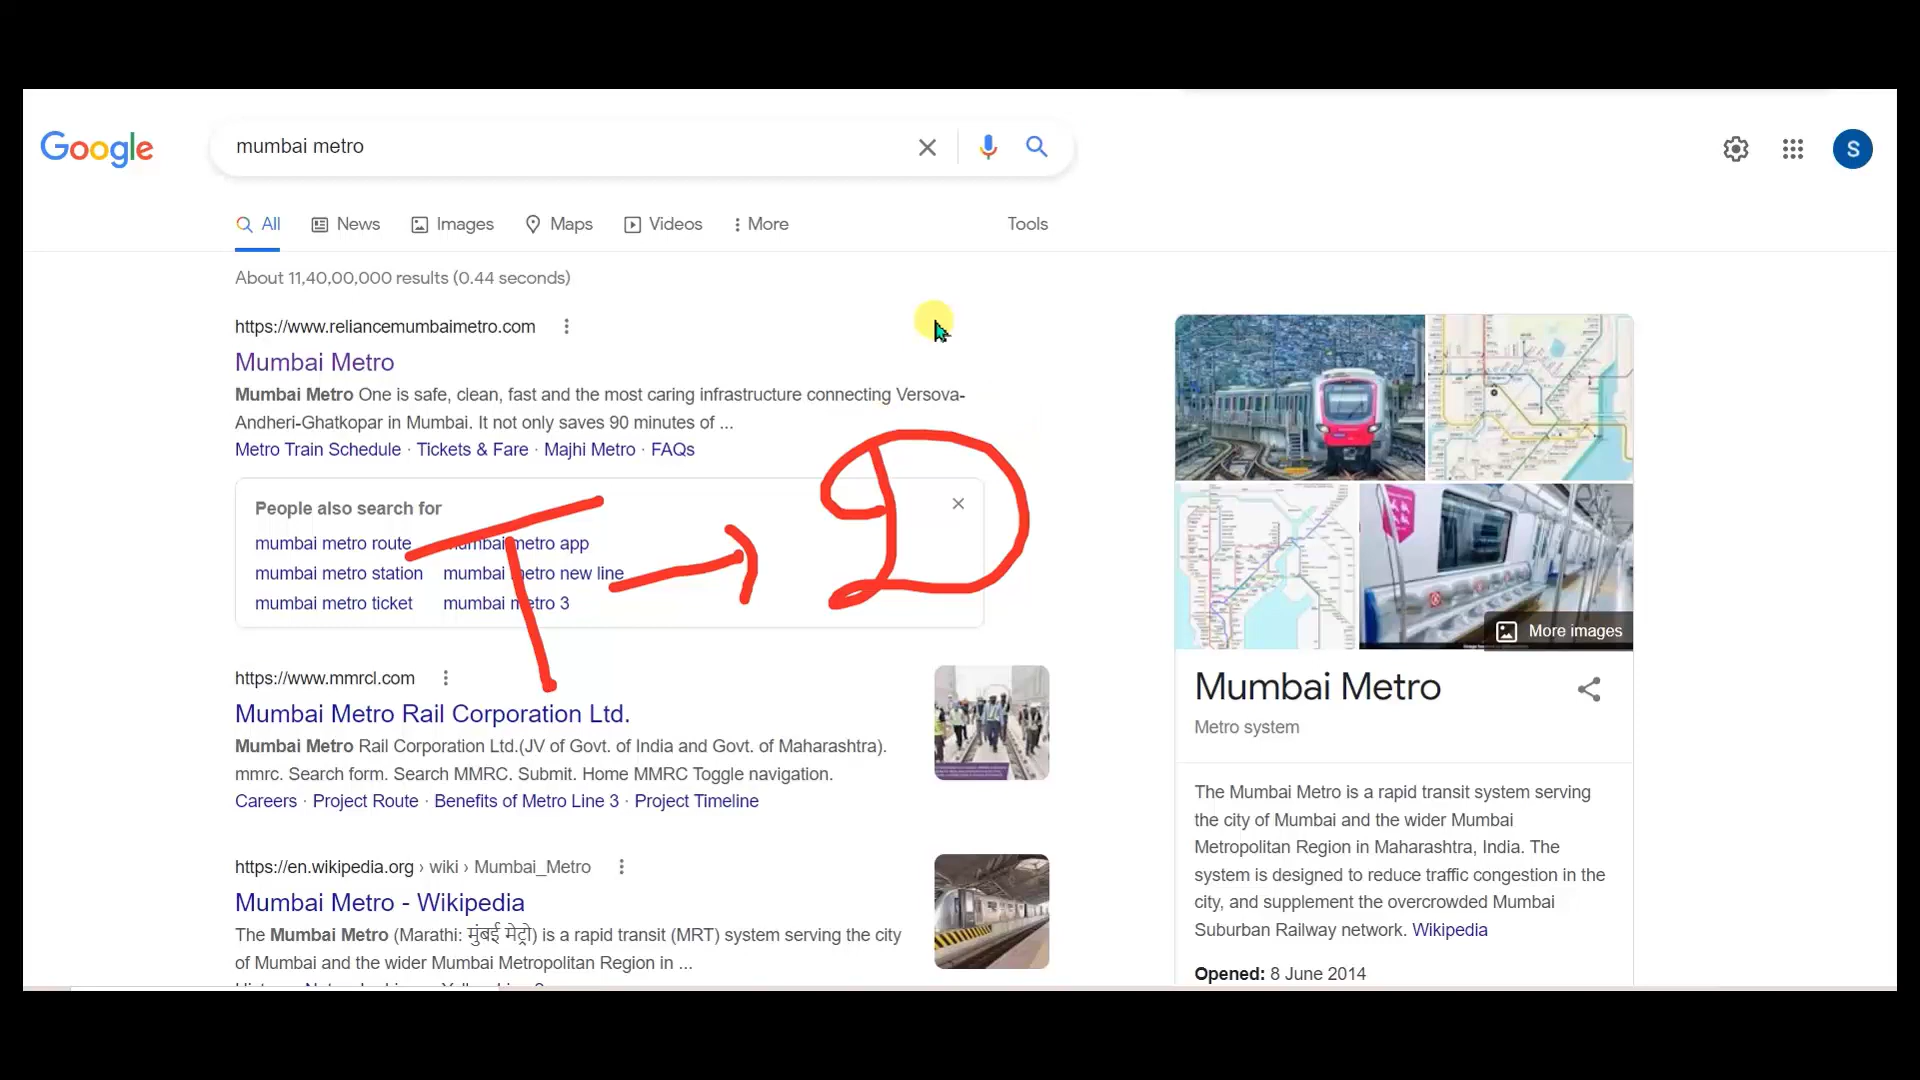 Google
mumbai metro
S
All News Images Maps Videos More Tools
About 11,40,00,000 results (0.44 seconds)
https://www.reliancemumbaimetro.com
Mumbai Metro
Mumbai Metro One is safe, clean, fast and the most caring infrastructure connecting Versova-
Andheri-Ghatkopar in Mumbai. It not only saves 90 minutes of ...
Metro Train Schedule · Tickets & Fare · Majhi Metro · FAQs
People also search for
mumbai metro route mumbai metro app
mumbai metro station mumbai metro new line
mumbai metro ticket mumbai metro 3
T → D
https://www.mmrcl.com
Mumbai Metro Rail Corporation Ltd.
Mumbai Metro Rail Corporation Ltd.(JV of Govt. of India and Govt. of Maharashtra).
mmrc. Search form. Search MMRC. Submit. Home MMRC Toggle navigation.
Careers · Project Route · Benefits of Metro Line 3 · Project Timeline
https://en.wikipedia.org › wiki › Mumbai_Metro
Mumbai Metro - Wikipedia
The Mumbai Metro (Marathi: मुंबई मेट्रो) is a rapid transit (MRT) system serving the city
of Mumbai and the wider Mumbai Metropolitan Region in ...
More images
Mumbai Metro
Metro system
The Mumbai Metro is a rapid transit system serving
the city of Mumbai and the wider Mumbai
Metropolitan Region in Maharashtra, India. The
system is designed to reduce traffic congestion in the
city, and supplement the overcrowded Mumbai
Suburban Railway network. Wikipedia
Opened: 8 June 2014